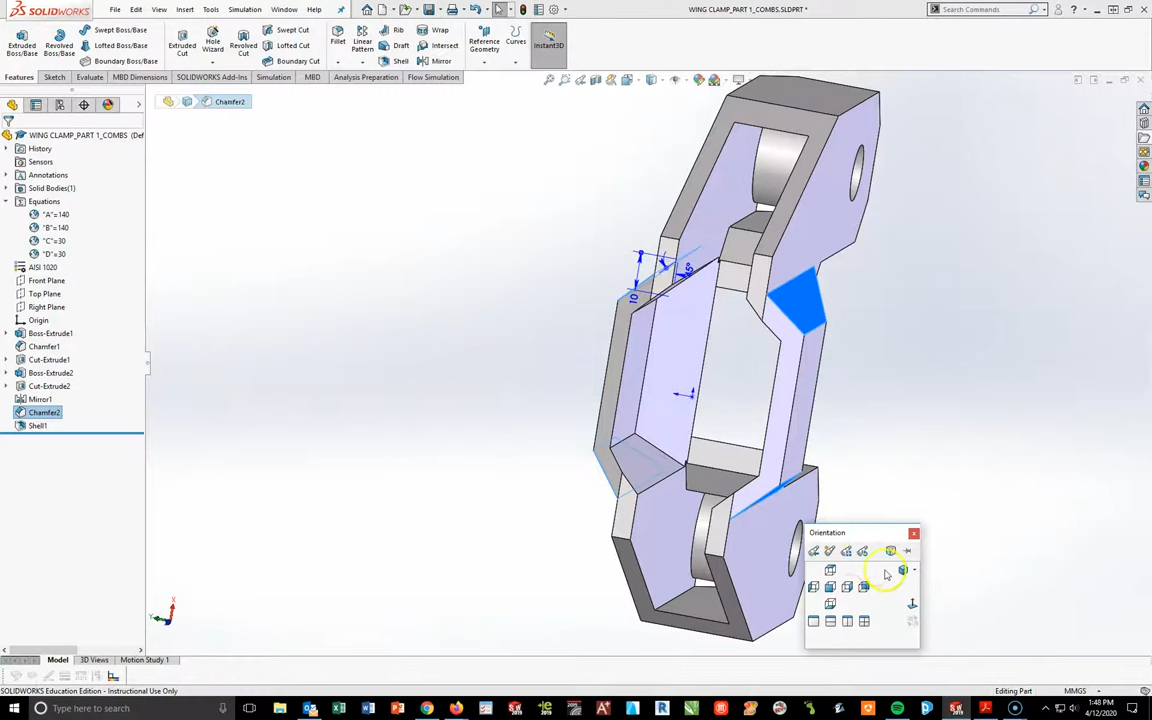 SOLIDWORKS File Edit View Insert Tools Simulation Window Help WING CLAMP_PART 1_COMBS.SLDPRT * Search Commands
Extruded Boss/Base Revolved Boss/Base Swept Boss/Base Lofted Boss/Base Boundary Boss/Base Extruded Cut Hole Wizard Revolved Cut Swept Cut Lofted Cut Boundary Cut Fillet Linear Pattern Rib Draft Shell Wrap Intersect Mirror Reference Geometry Curves Instant3D
Features Sketch Evaluate MBD Dimensions SOLIDWORKS Add-Ins Simulation MBD Analysis Preparation Flow Simulation
Chamfer2
WING CLAMP_PART 1_COMBS (Def
History
Sensors
Annotations
Solid Bodies(1)
Equations
"A"=140
"B"=140
"C"=30
"D"=30
AISI 1020
Front Plane
Top Plane
Right Plane
Origin
Boss-Extrude1
Chamfer1
Cut-Extrude1
Boss-Extrude2
Cut-Extrude2
Mirror1
Chamfer2
Shell1
45°
10
Orientation
X
Y
Z
Model 3D Views Motion Study 1
SOLIDWORKS Education Edition - Instructional Use Only Editing Part MMGS
Type here to search
1:48 PM
4/12/2020